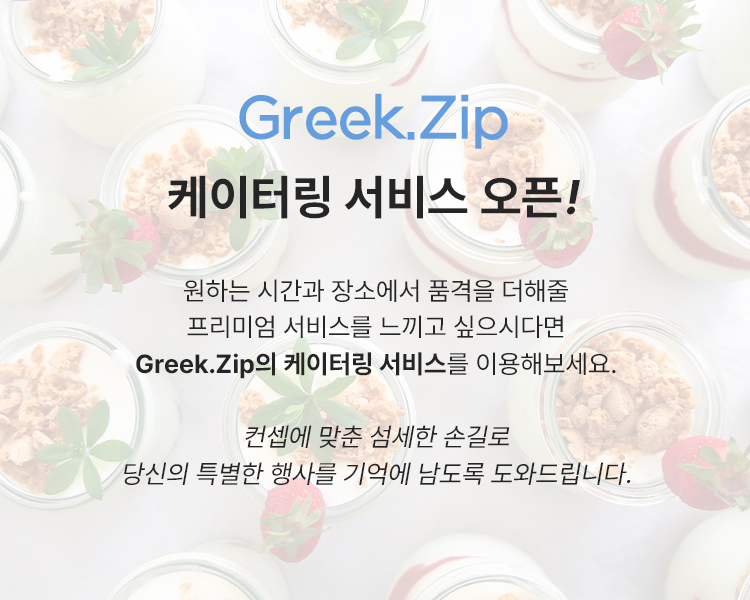 Greek.Zip
케이터링 서비스 오픈!
원하는 시간과 장소에서 품격을 더해줄
프리미엄 서비스를 느끼고 싶으시다면
Greek.Zip의 케이터링 서비스를 이용해보세요.
컨셉에 맞춘 섬세한 손길로
당신의 특별한 행사를 기억에 남도록 도와드립니다.